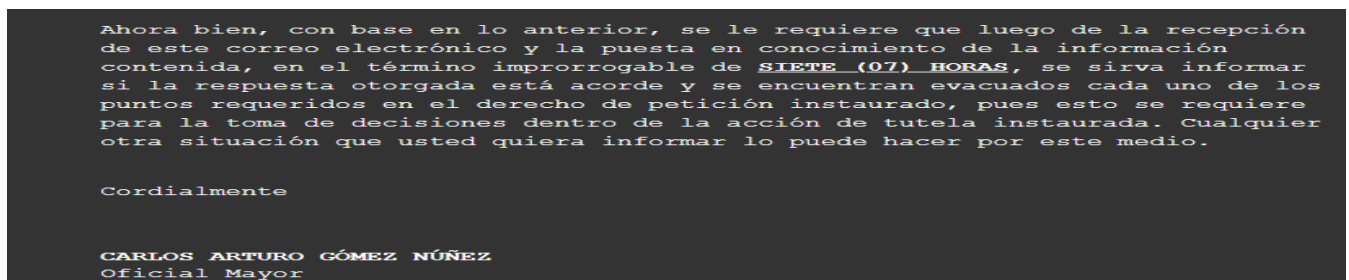 Ahora bien, con base en lo anterior, se le requiere que luego de la recepción
de este correo electrónico y la puesta en conocimiento de la información
contenida, en el término improrrogable de SIETE (07) HORAS, se sirva informar
si la respuesta otorgada está acorde y se encuentran evacuados cada uno de los
puntos requeridos en el derecho de petición instaurado, pues esto se requiere
para la toma de decisiones dentro de la acción de tutela instaurada. Cualquier
otra situación que usted quiera informar lo puede hacer por este medio.
Cordialmente
CARLOS ARTURO GÓMEZ NÚÑEZ
Oficial Mayor